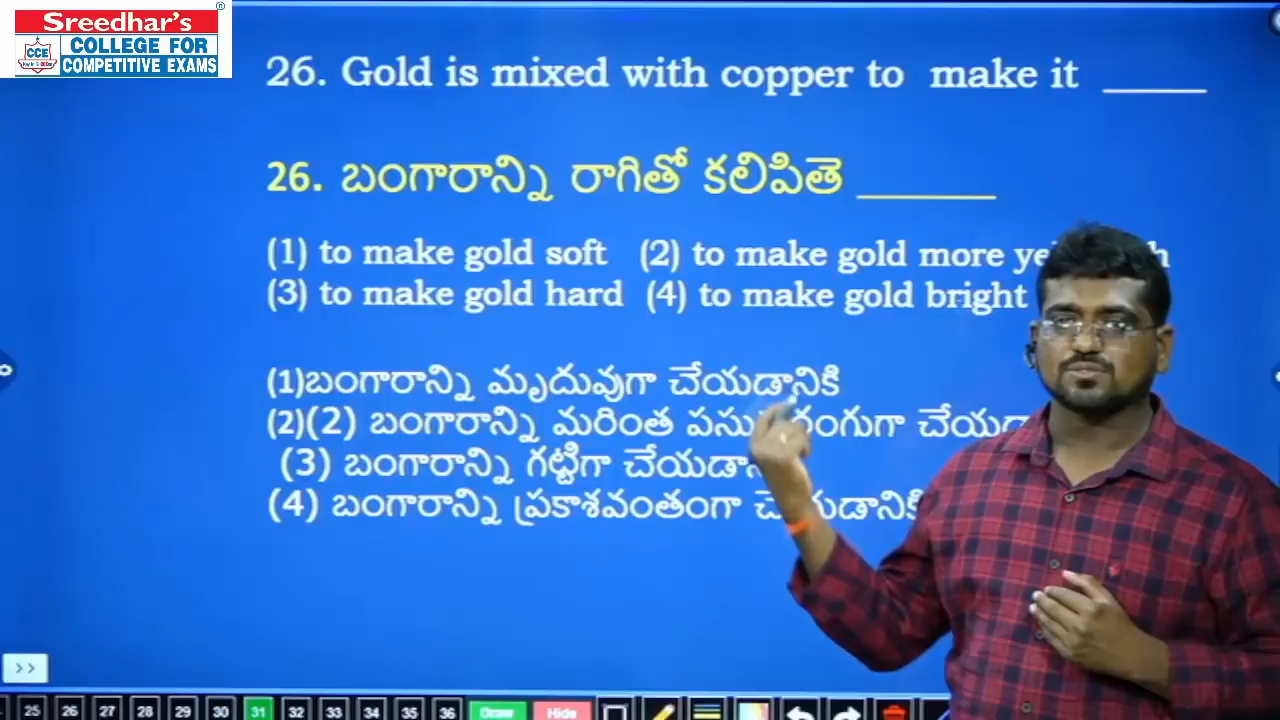 Sreedhar's
®
CCE
COLLEGE FOR
COMPETITIVE EXAMS
26. Gold is mixed with copper to make it ______
26. బంగారాన్ని రాగితో కలిపితె ______
(1) to make gold soft (2) to make gold more
(3) to make gold hard (4) to make gold bright
(1)బంగారాన్ని మృదువుగా చేయడానికి
(2)(2) బంగారాన్ని మరింత
(3) బంగారాన్ని గట్టిగా
(4) బంగారాన్ని ప్రకాశవంతంగా
>>
25 26 27 28 29 30 31 32 33 34 35 36 Draw Hide